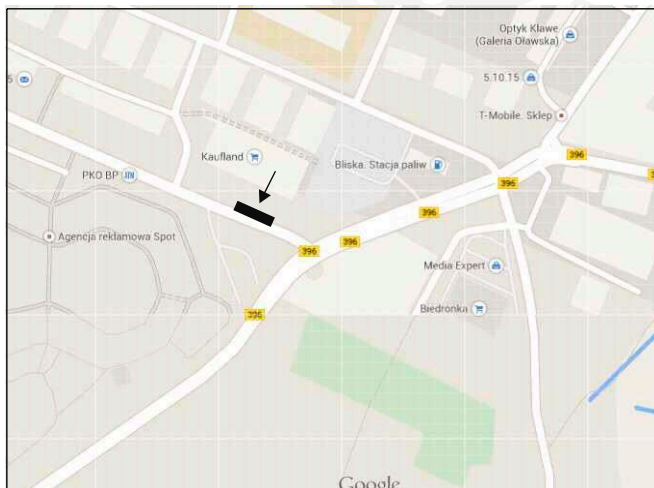 Optyk Klawe
(Galeria Oławska)
5
5.10.15
T-Mobile. Sklep
Kaufland
Bliska. Stacja paliw
396
PKO BP
396
396
Agencja reklamowa Spot
396
396
Media Expert
Biedronka
396
Google